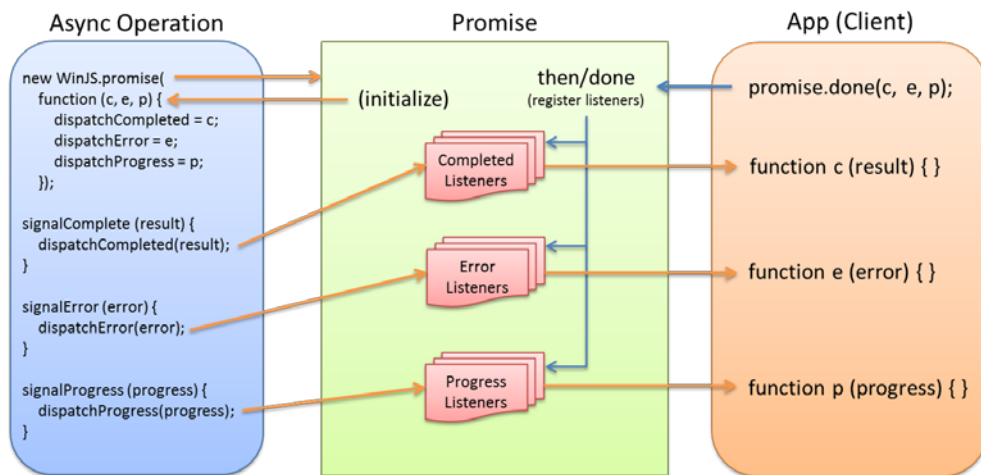 Async Operation
new WinJS.promise(
function (c, e, p) {
dispatchCompleted = c;
dispatchError = e;
dispatchProgress = p;
});
signalComplete (result) {
dispatchCompleted(result);
}
signalError (error) {
dispatchError(error);
}
signalProgress (progress) {
dispatchProgress(progress);
}
Promise
(initialize)
then/done
(register listeners)
Completed
Listeners
Error
Listeners
Progress
Listeners
App (Client)
promise.done(c, e, p);
function c (result) { }
function e (error) { }
function p (progress) { }